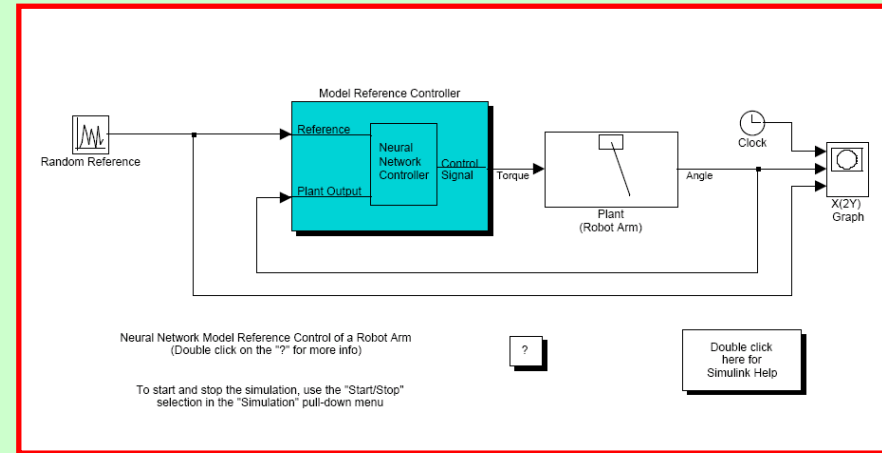 Model Reference Controller
Random Reference
Reference
Plant Output
Neural
Network
Controller
Control
Signal
Torque
Plant
(Robot Arm)
Angle
Clock
X(2Y)
Graph
Neural Network Model Reference Control of a Robot Arm
(Double click on the "?" for more info)
?
Double click
here for
Simulink Help
To start and stop the simulation, use the "Start/Stop"
selection in the "Simulation" pull-down menu